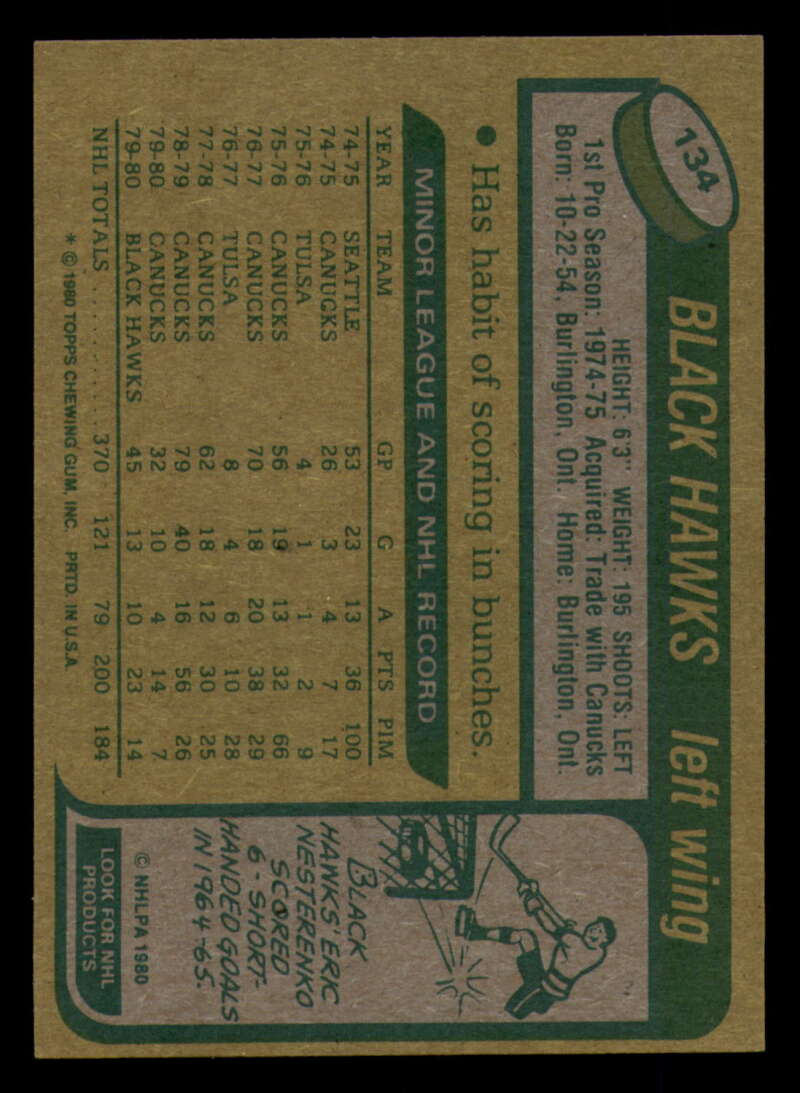 134
BLACK HAWKS left wing
HEIGHT: 6'3" WEIGHT: 195 SHOOTS: LEFT
1st Pro Season: 1974-75 Acquired: Trade with Canucks
Born: 10-22-54, Burlington, Ont. Home: Burlington, Ont.
• Has habit of scoring in bunches.
MINOR LEAGUE AND NHL RECORD
YEAR TEAM GP G A PTS PIM
74-75 SEATTLE 53 23 13 36 100
74-75 CANUCKS 26 3 4 7 17
75-76 TULSA 4 1 1 2 9
75-76 CANUCKS 56 19 13 32 66
76-77 CANUCKS 70 18 20 38 29
76-77 TULSA 8 4 6 10 28
77-78 CANUCKS 62 18 12 30 25
78-79 CANUCKS 79 40 16 56 26
79-80 CANUCKS 32 10 4 14 7
79-80 BLACK HAWKS 45 13 10 23 14
NHL TOTALS .......... 370 121 79 200 184
* © 1980 TOPPS CHEWING GUM, INC. PRTD. IN U.S.A.
BLACK
HAWKS' ERIC
NESTERENKO
SCORED
6 - SHORT-
HANDED GOALS
IN 1964-65.
© NHLPA 1980
LOOK FOR NHL
PRODUCTS